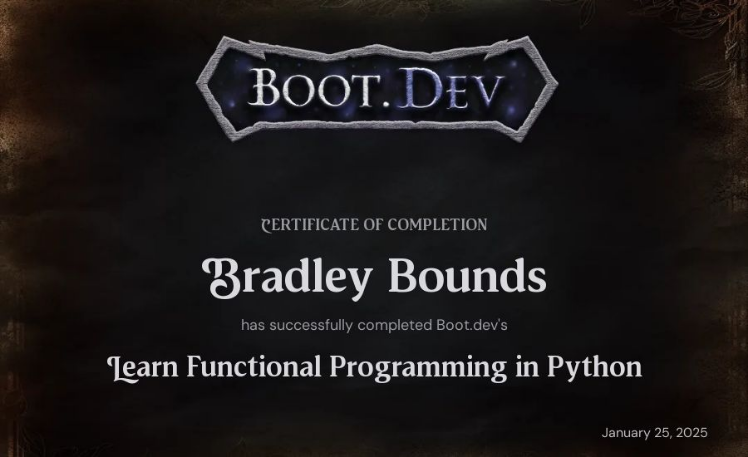 BOOT.DEV
CERTIFICATE OF COMPLETION
Bradley Bounds
has successfully completed Boot.dev's
Learn Functional Programming in Python
January 25, 2025